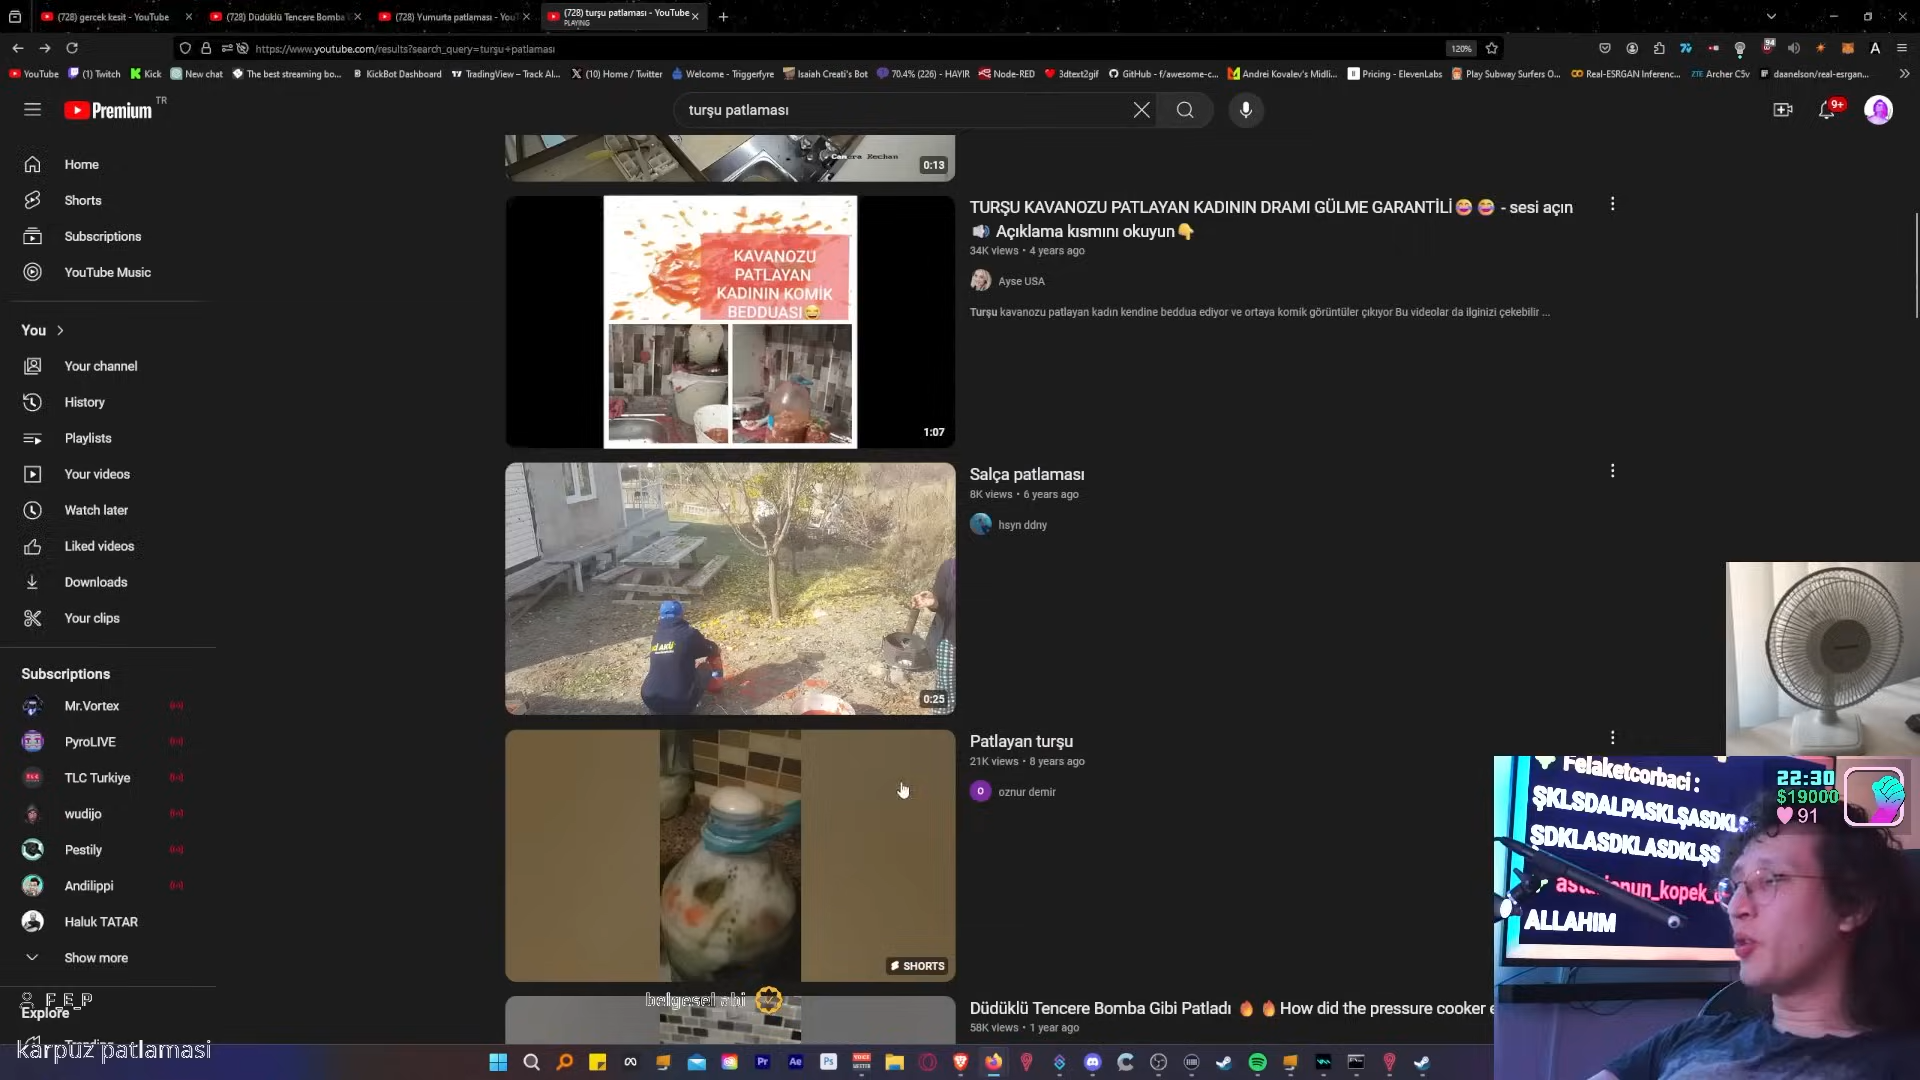 (728) gercek kesit - YouTube
(728) Düdüklü Tencere Bomba
(728) Yumurta patlaması - You
(728) turşu patlaması - YouTube
PLAYING
https://www.youtube.com/results?search_query=turşu+patlaması
120%
94
YouTube
(1) Twitch
Kick
New chat
The best streaming bo...
KickBot Dashboard
TradingView – Track Al...
(10) Home / Twitter
Welcome - Triggerfyre
Isaiah Creati's Bot
70.4% (226) - HAYIR
Node-RED
3dtext2gif
GitHub - f/awesome-c...
Andrei Kovalev's Midli...
Pricing - ElevenLabs
Play Subway Surfers O...
Real-ESRGAN Inferenc...
ZTE Archer C5v
daanelson/real-esrgan...
Premium TR
turşu patlaması
9+
Home
Shorts
Subscriptions
YouTube Music
You
Your channel
History
Playlists
Your videos
Watch later
Liked videos
Downloads
Your clips
Subscriptions
Mr.Vortex
PyroLIVE
TLC Turkiye
wudijo
Pestily
Andilippi
Haluk TATAR
Show more
F_E_P
Explore
karpuz patlamasi
0:13
KAVANOZU
PATLAYAN
KADININ KOMİK
BEDDUASI😅
1:07
TURŞU KAVANOZU PATLAYAN KADININ DRAMI GÜLME GARANTİLİ😂 😂 - sesi açın
🔊 Açıklama kısmını okuyun👇
34K views • 4 years ago
Ayse USA
Turşu kavanozu patlayan kadın kendine beddua ediyor ve ortaya komik görüntüler çıkıyor Bu videolar da ilginizi çekebilir ...
0:25
Salça patlaması
8K views • 6 years ago
hsyn ddny
SHORTS
Patlayan turşu
21K views • 8 years ago
oznur demir
belgesel abi
Düdüklü Tencere Bomba Gibi Patladı 🔥 🔥How did the pressure cooker e
58K views • 1 year ago
Felaketcorbaci :
ŞKLSDALPASKLŞASDKLS
ŞDKLASDKLASDKLŞS
ALLAHIM
22:30
$19000
91